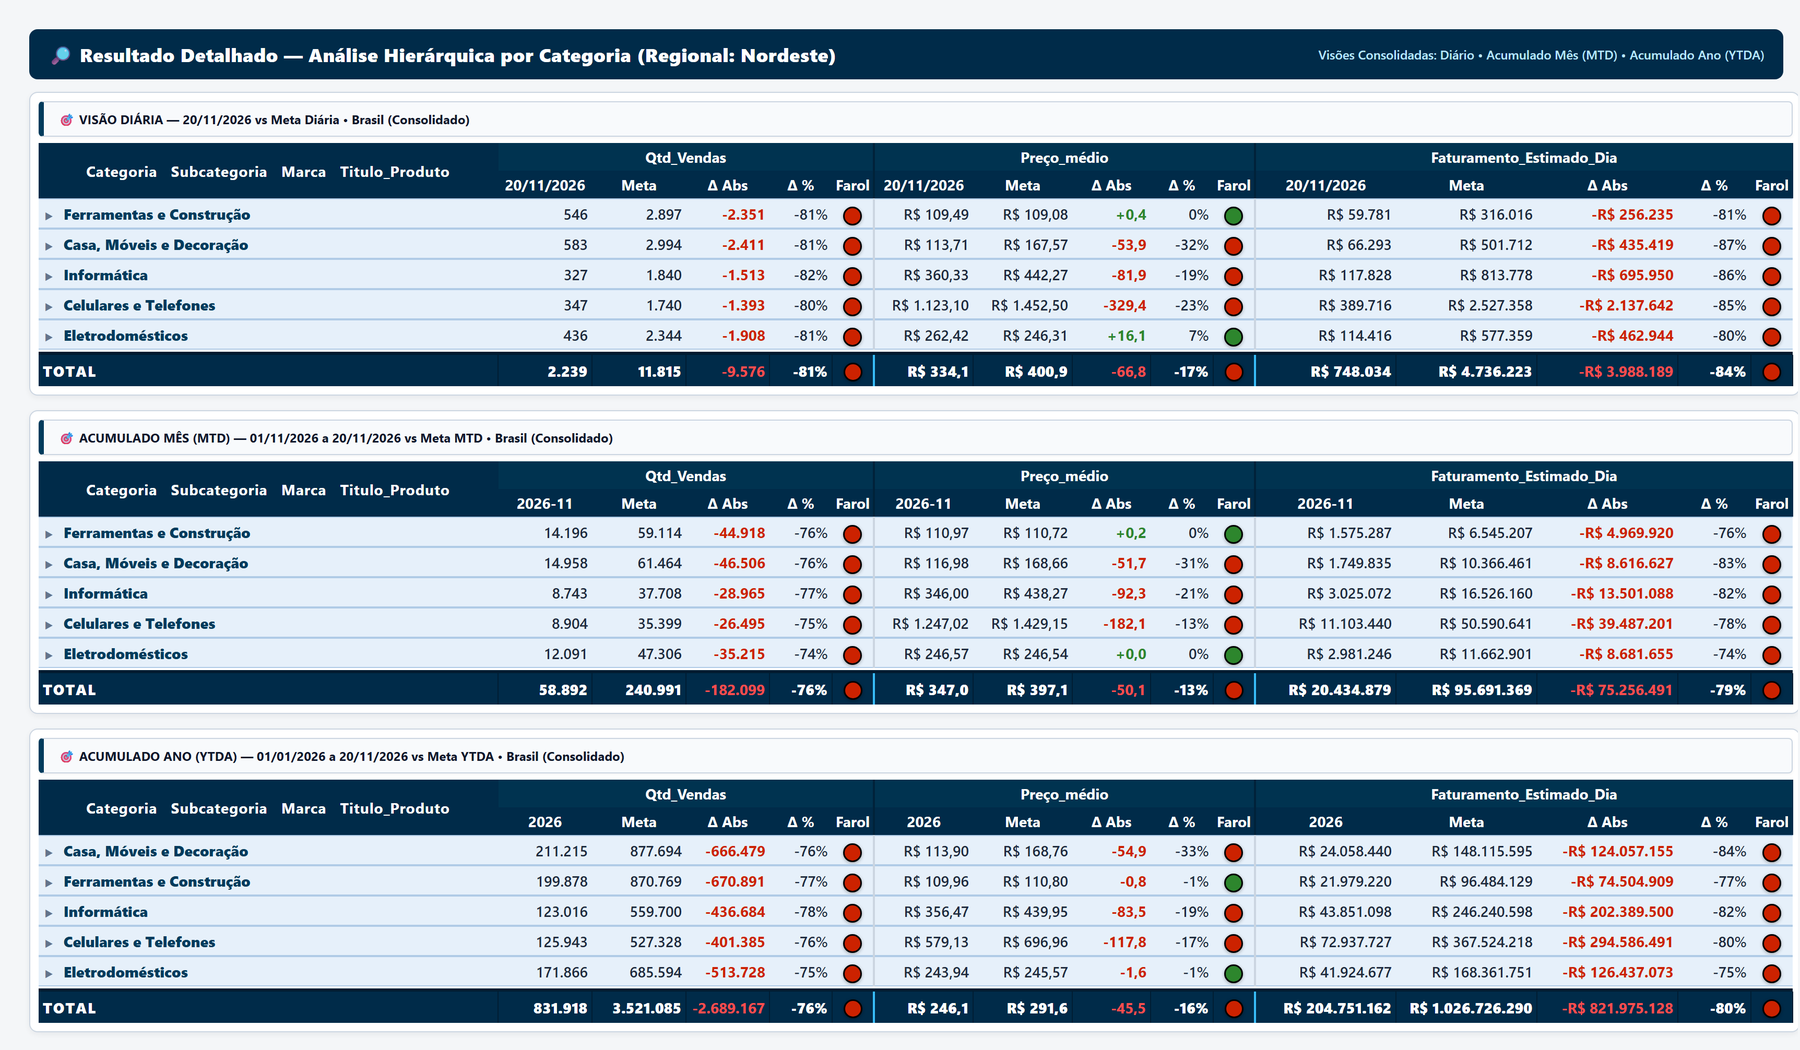 Resultado Detalhado — Análise Hierárquica por Categoria (Regional: Nordeste)
Visões Consolidadas: Diário • Acumulado Mês (MTD) • Acumulado Ano (YTDA)
VISÃO DIÁRIA — 20/11/2026 vs Meta Diária • Brasil (Consolidado)
Categoria Subcategoria Marca Titulo_Produto Qtd_Vendas Preço_médio Faturamento_Estimado_Dia
20/11/2026 Meta Δ Abs Δ % Farol 20/11/2026 Meta Δ Abs Δ % Farol 20/11/2026 Meta Δ Abs Δ % Farol
▸ Ferramentas e Construção 546 2.897 -2.351 -81% R$ 109,49 R$ 109,08 +0,4 0% R$ 59.781 R$ 316.016 -R$ 256.235 -81%
▸ Casa, Móveis e Decoração 583 2.994 -2.411 -81% R$ 113,71 R$ 167,57 -53,9 -32% R$ 66.293 R$ 501.712 -R$ 435.419 -87%
▸ Informática 327 1.840 -1.513 -82% R$ 360,33 R$ 442,27 -81,9 -19% R$ 117.828 R$ 813.778 -R$ 695.950 -86%
▸ Celulares e Telefones 347 1.740 -1.393 -80% R$ 1.123,10 R$ 1.452,50 -329,4 -23% R$ 389.716 R$ 2.527.358 -R$ 2.137.642 -85%
▸ Eletrodomésticos 436 2.344 -1.908 -81% R$ 262,42 R$ 246,31 +16,1 7% R$ 114.416 R$ 577.359 -R$ 462.944 -80%
TOTAL 2.239 11.815 -9.576 -81% R$ 334,1 R$ 400,9 -66,8 -17% R$ 748.034 R$ 4.736.223 -R$ 3.988.189 -84%
ACUMULADO MÊS (MTD) — 01/11/2026 a 20/11/2026 vs Meta MTD • Brasil (Consolidado)
Categoria Subcategoria Marca Titulo_Produto Qtd_Vendas Preço_médio Faturamento_Estimado_Dia
2026-11 Meta Δ Abs Δ % Farol 2026-11 Meta Δ Abs Δ % Farol 2026-11 Meta Δ Abs Δ % Farol
▸ Ferramentas e Construção 14.196 59.114 -44.918 -76% R$ 110,97 R$ 110,72 +0,2 0% R$ 1.575.287 R$ 6.545.207 -R$ 4.969.920 -76%
▸ Casa, Móveis e Decoração 14.958 61.464 -46.506 -76% R$ 116,98 R$ 168,66 -51,7 -31% R$ 1.749.835 R$ 10.366.461 -R$ 8.616.627 -83%
▸ Informática 8.743 37.708 -28.965 -77% R$ 346,00 R$ 438,27 -92,3 -21% R$ 3.025.072 R$ 16.526.160 -R$ 13.501.088 -82%
▸ Celulares e Telefones 8.904 35.399 -26.495 -75% R$ 1.247,02 R$ 1.429,15 -182,1 -13% R$ 11.103.440 R$ 50.590.641 -R$ 39.487.201 -78%
▸ Eletrodomésticos 12.091 47.306 -35.215 -74% R$ 246,57 R$ 246,54 +0,0 0% R$ 2.981.246 R$ 11.662.901 -R$ 8.681.655 -74%
TOTAL 58.892 240.991 -182.099 -76% R$ 347,0 R$ 397,1 -50,1 -13% R$ 20.434.879 R$ 95.691.369 -R$ 75.256.491 -79%
ACUMULADO ANO (YTDA) — 01/01/2026 a 20/11/2026 vs Meta YTDA • Brasil (Consolidado)
Categoria Subcategoria Marca Titulo_Produto Qtd_Vendas Preço_médio Faturamento_Estimado_Dia
2026 Meta Δ Abs Δ % Farol 2026 Meta Δ Abs Δ % Farol 2026 Meta Δ Abs Δ % Farol
▸ Casa, Móveis e Decoração 211.215 877.694 -666.479 -76% R$ 113,90 R$ 168,76 -54,9 -33% R$ 24.058.440 R$ 148.115.595 -R$ 124.057.155 -84%
▸ Ferramentas e Construção 199.878 870.769 -670.891 -77% R$ 109,96 R$ 110,80 -0,8 -1% R$ 21.979.220 R$ 96.484.129 -R$ 74.504.909 -77%
▸ Informática 123.016 559.700 -436.684 -78% R$ 356,47 R$ 439,95 -83,5 -19% R$ 43.851.098 R$ 246.240.598 -R$ 202.389.500 -82%
▸ Celulares e Telefones 125.943 527.328 -401.385 -76% R$ 579,13 R$ 696,96 -117,8 -17% R$ 72.937.727 R$ 367.524.218 -R$ 294.586.491 -80%
▸ Eletrodomésticos 171.866 685.594 -513.728 -75% R$ 243,94 R$ 245,57 -1,6 -1% R$ 41.924.677 R$ 168.361.751 -R$ 126.437.073 -75%
TOTAL 831.918 3.521.085 -2.689.167 -76% R$ 246,1 R$ 291,6 -45,5 -16% R$ 204.751.162 R$ 1.026.726.290 -R$ 821.975.128 -80%